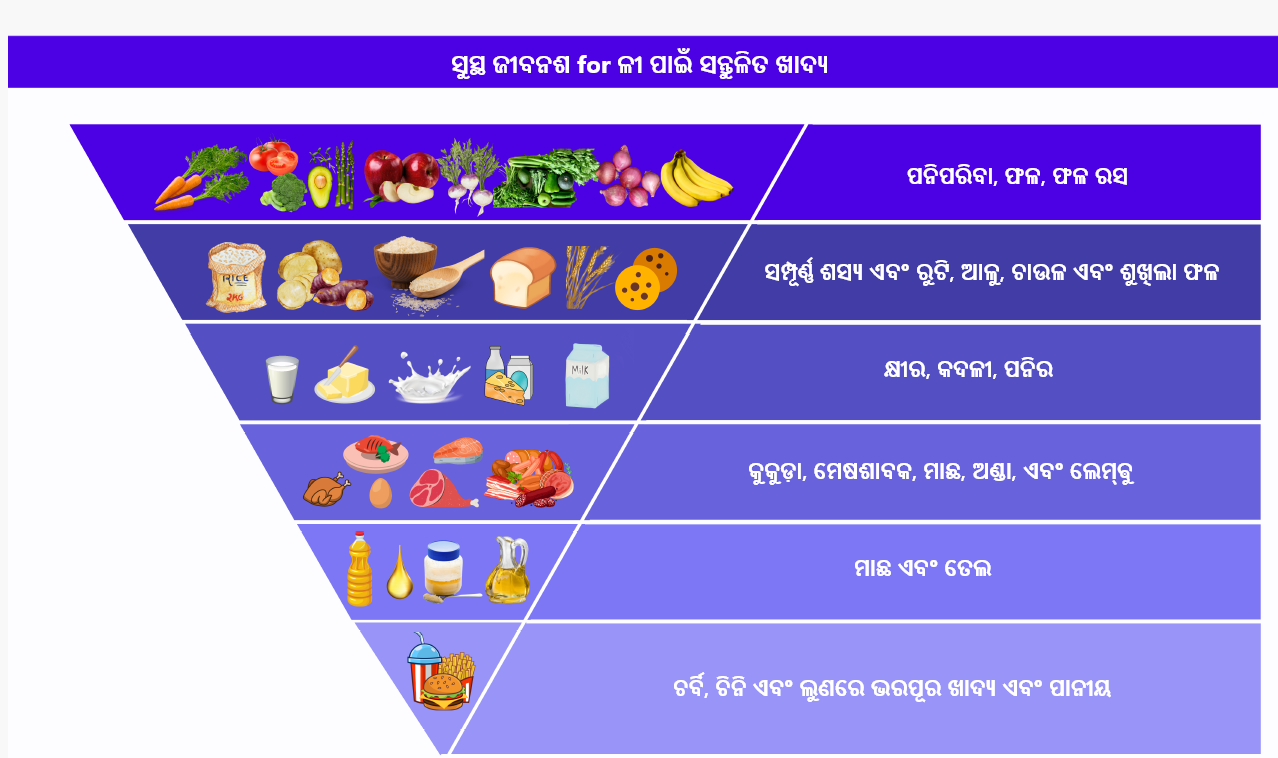 ସୁସ୍ଥ ଜୀବନଶ for ଳୀ ପାଇଁ ସନ୍ତୁଳିତ ଖାଦ୍ୟ
ପନିପରିବା, ଫଳ, ଫଳ ରସ
RICE
2KG
ସମ୍ପୂର୍ଣ୍ଣ ଶସ୍ୟ ଏବଂ ରୁଟି, ଆଳୁ, ଚାଉଳ ଏବଂ ଶୁଖିଲା ଫଳ
MILK
କ୍ଷୀର, କଦଳୀ, ପନିର
କୁକୁଡ଼ା, ମେଷଶାବକ, ମାଛ, ଅଣ୍ଡା, ଏବଂ ଲେମ୍ବୁ
ମାଛ ଏବଂ ତେଲ
ଚର୍ବି, ଚିନି ଏବଂ ଲୁଣରେ ଭରପୂର ଖାଦ୍ୟ ଏବଂ ପାନୀୟ